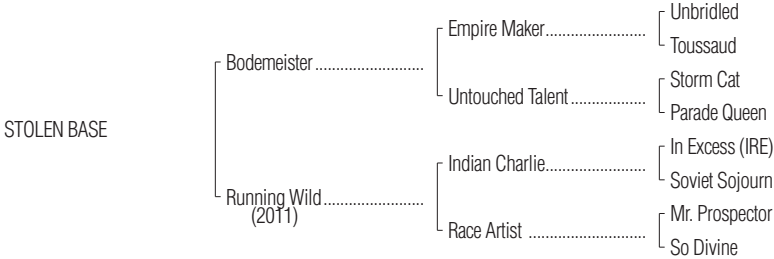 Unbridled
Empire Maker
Toussaud
Bodemeister
Storm Cat
Untouched Talent
Parade Queen
STOLEN BASE
In Excess (IRE)
Indian Charlie
Soviet Sojourn
Running Wild
(2011)
Mr. Prospector
Race Artist
So Divine